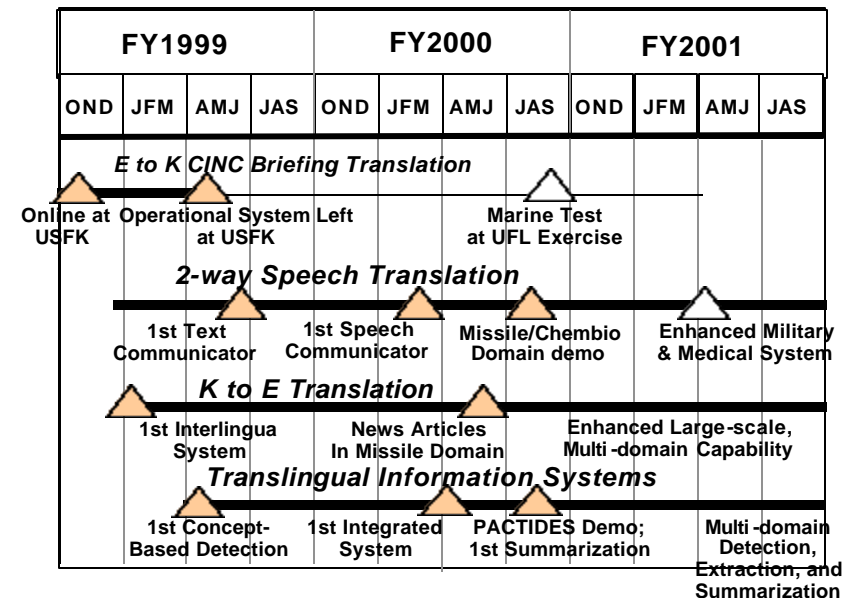 FY1999 FY2000 FY2001
OND JFM AMJ JAS OND JFM AMJ JAS OND JFM AMJ JAS
E to K CINC Briefing Translation
Online at USFK
Operational System Left at USFK
Marine Test at UFL Exercise
2-way Speech Translation
1st Text Communicator
1st Speech Communicator
Missile/Chembio Domain demo
Enhanced Military & Medical System
K to E Translation
1st Interlingua System
News Articles In Missile Domain
Enhanced Large-scale, Multi-domain Capability
Translingual Information Systems
1st Concept-Based Detection
1st Integrated System
PACTIDES Demo; 1st Summarization
Multi-domain Detection, Extraction, and Summarization